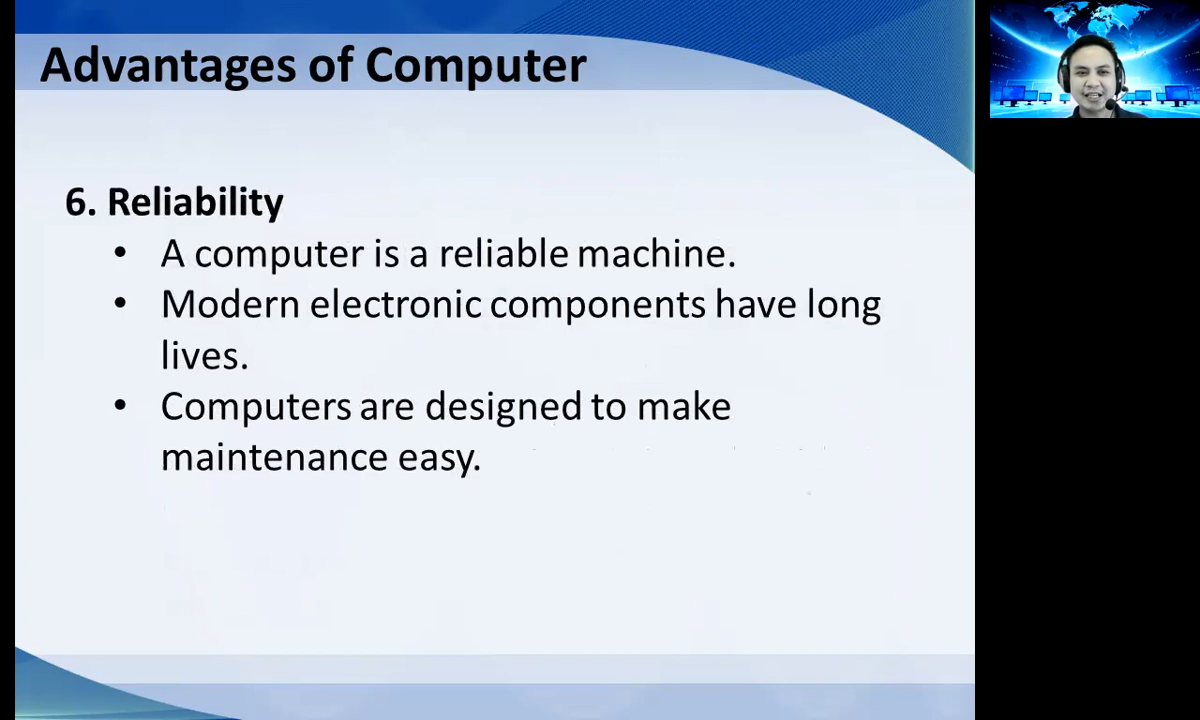 Advantages of Computer
6. Reliability
• A computer is a reliable machine.
• Modern electronic components have long
lives.
• Computers are designed to make
maintenance easy.